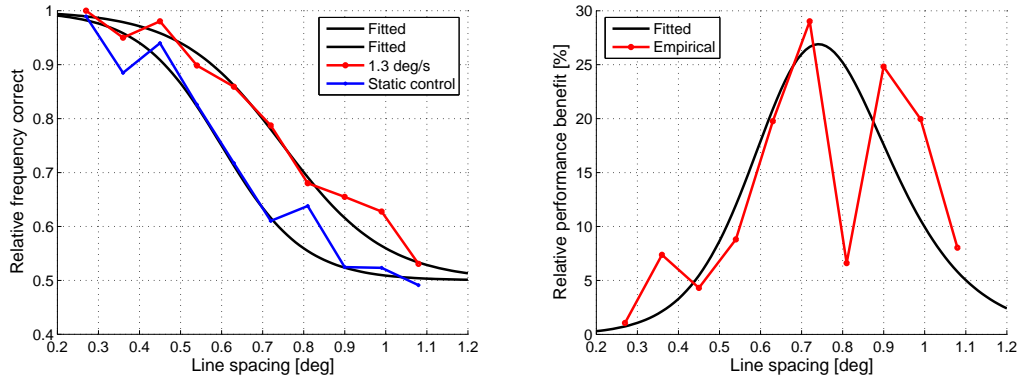 Relative frequency correct
1
0.9
0.8
0.7
0.6
0.5
0.4
0.2 0.3 0.4 0.5 0.6 0.7 0.8 0.9 1 1.1 1.2
Line spacing [deg]
Fitted
Fitted
1.3 deg/s
Static control
Relative performance benefit [%]
30
25
20
15
10
5
0
0.2 0.3 0.4 0.5 0.6 0.7 0.8 0.9 1 1.1 1.2
Line spacing [deg]
Fitted
Empirical